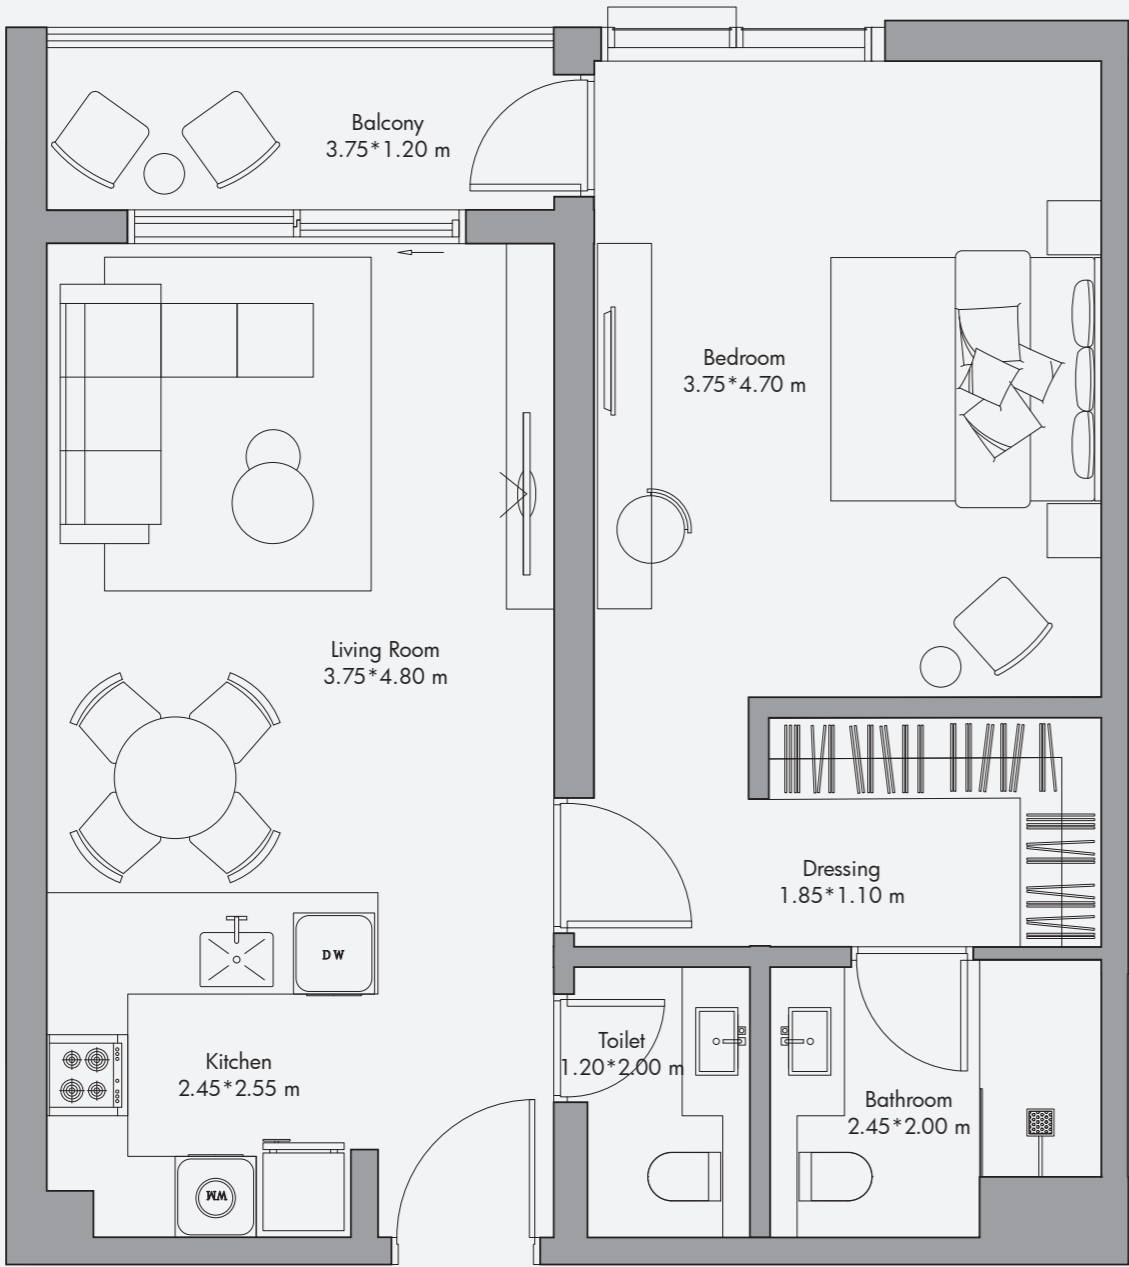 Balcony
3.75*1.20 m
Bedroom
3.75*4.70 m
Living Room
3.75*4.80 m
Dressing
1.85*1.10 m
DW
Kitchen
2.45*2.55 m
Toilet
1.20*2.00 m
Bathroom
2.45*2.00 m
WM